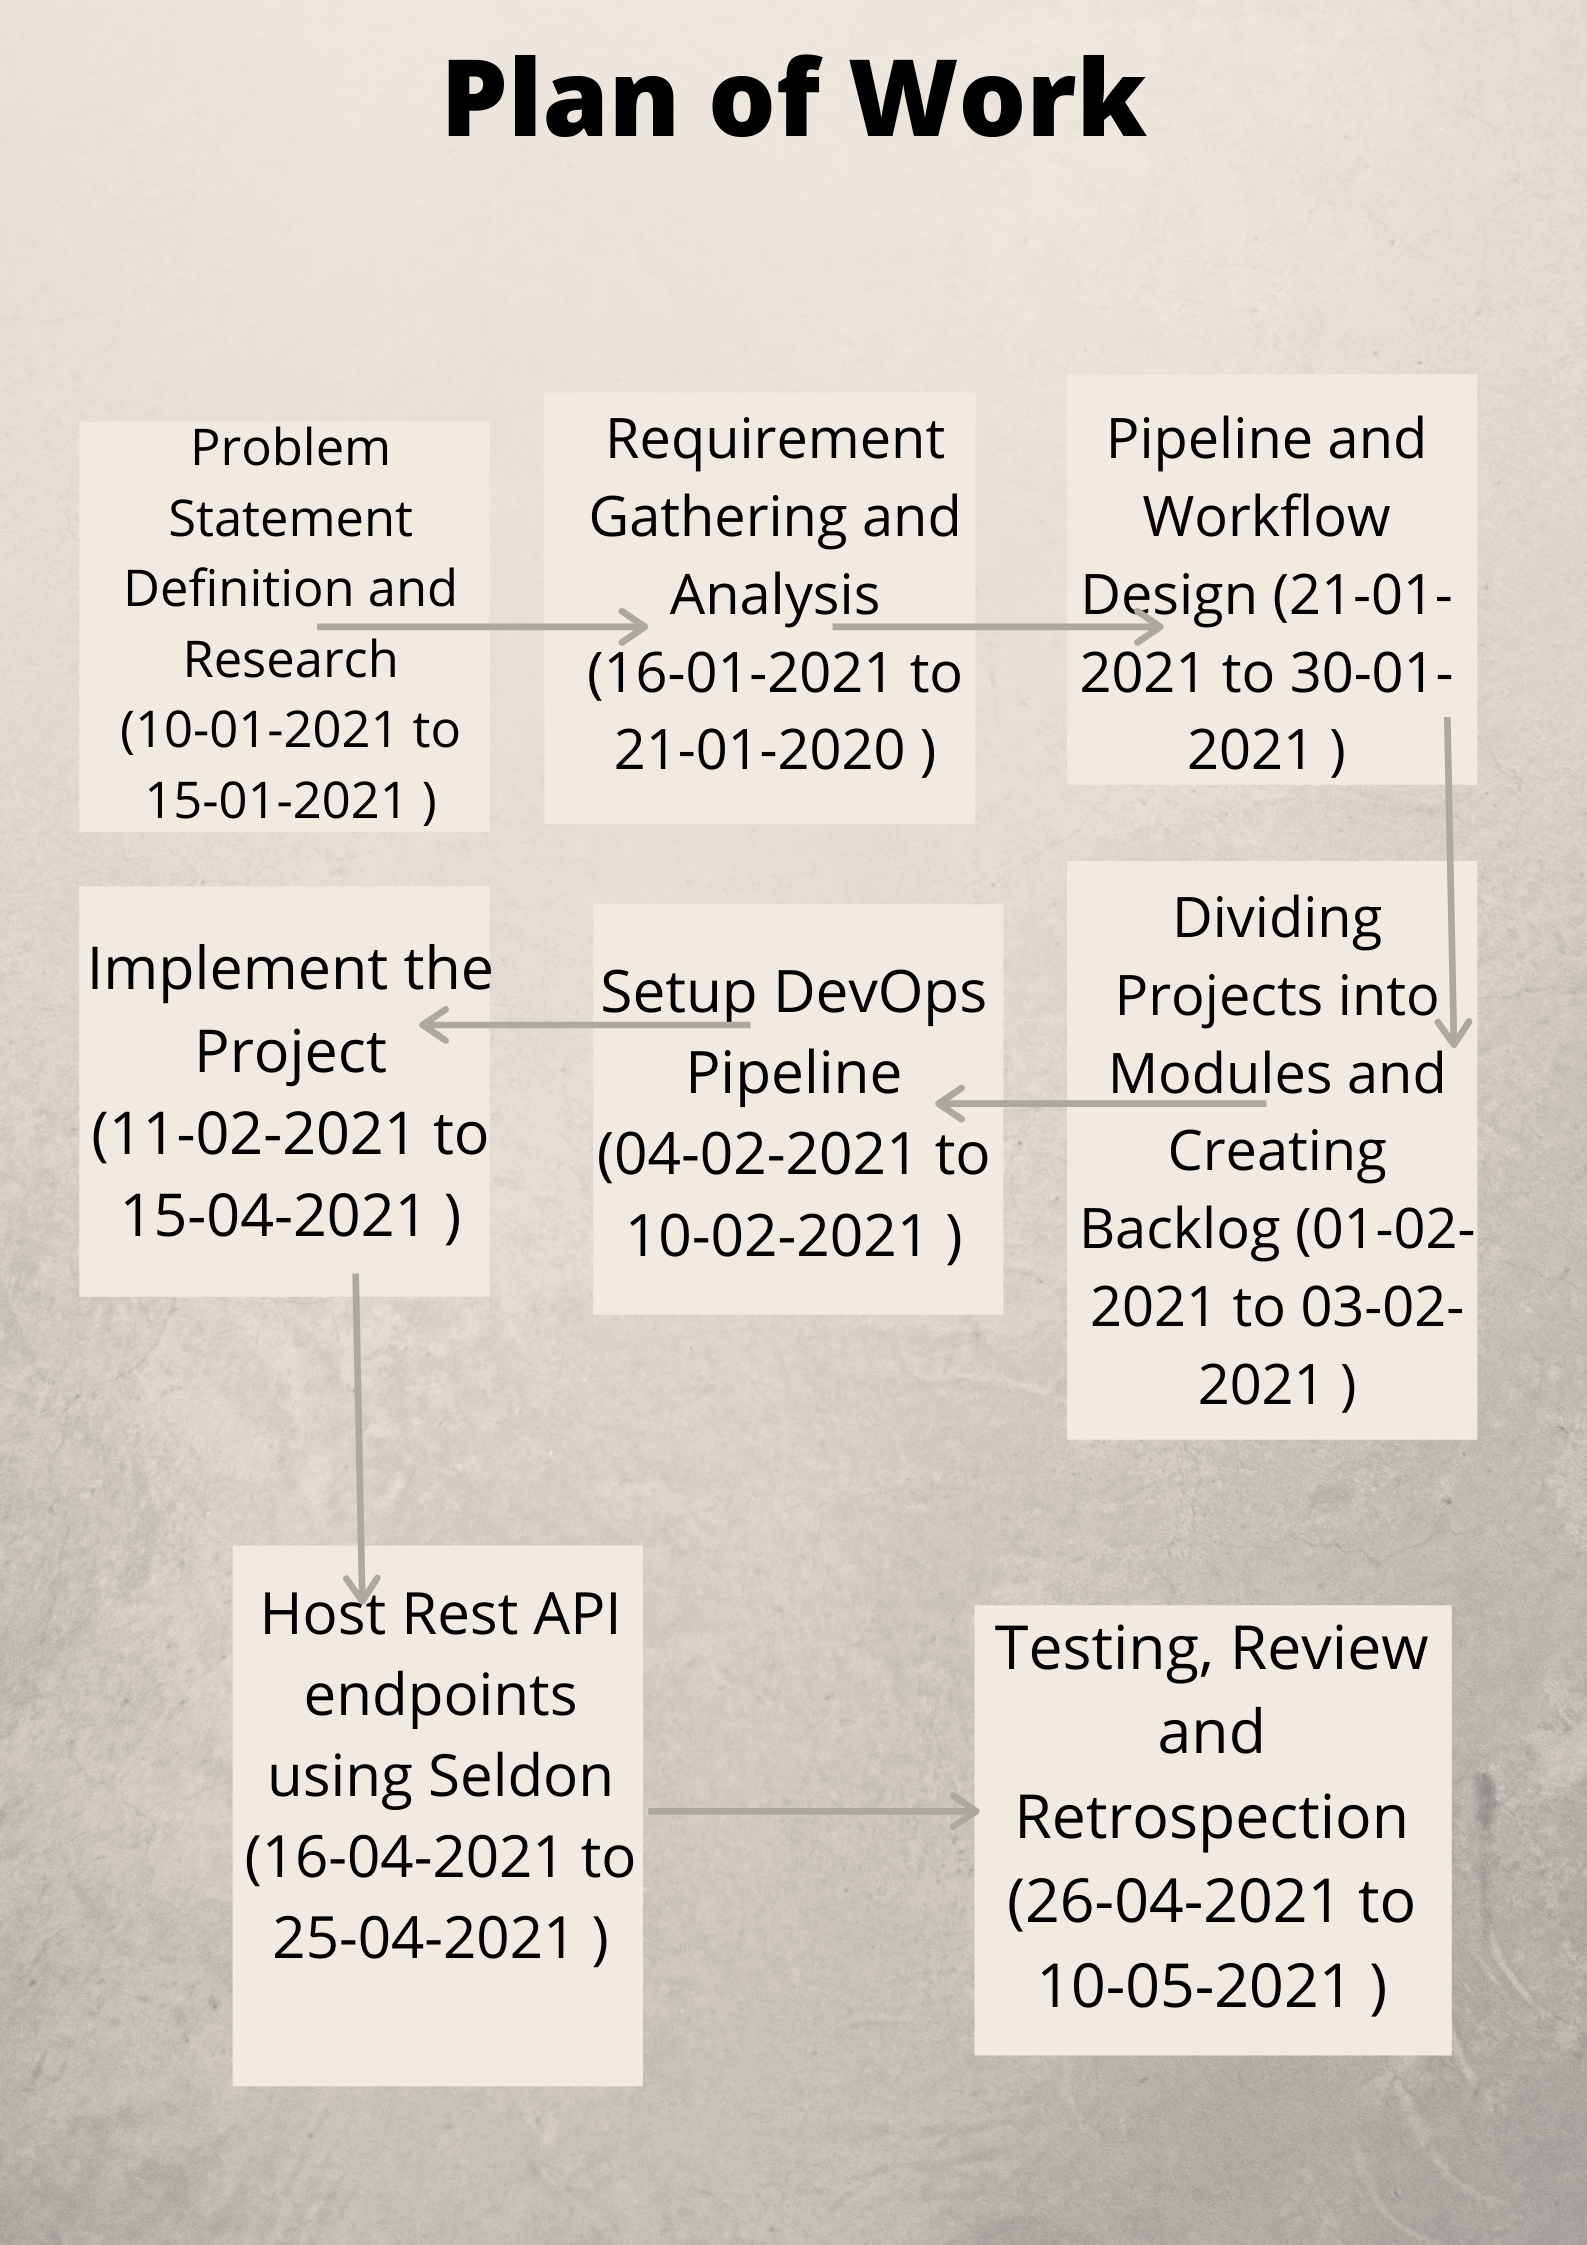 Plan of Work
Problem
Statement
Definition and
Research
(10-01-2021 to
15-01-2021 )
Requirement
Gathering and
Analysis
(16-01-2021 to
21-01-2020 )
Pipeline and
Workflow
Design (21-01-
2021 to 30-01-
2021 )
Dividing
Projects into
Modules and
Creating
Backlog (01-02-
2021 to 03-02-
2021 )
Setup DevOps
Pipeline
(04-02-2021 to
10-02-2021 )
Implement the
Project
(11-02-2021 to
15-04-2021 )
Host Rest API
endpoints
using Seldon
(16-04-2021 to
25-04-2021 )
Testing, Review
and
Retrospection
(26-04-2021 to
10-05-2021 )